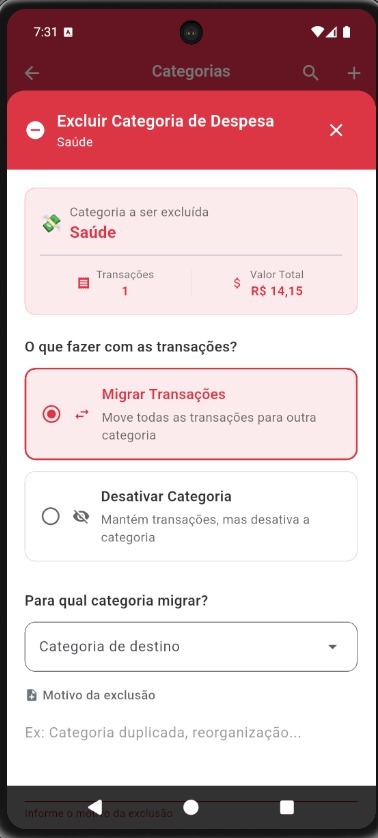 7:31 A
Categorias
Excluir Categoria de Despesa
Saúde
Categoria a ser excluída
Saúde
Transações
1
Valor Total
R$ 14,15
O que fazer com as transações?
Migrar Transações
Move todas as transações para outra
categoria
Desativar Categoria
Mantém transações, mas desativa a
categoria
Para qual categoria migrar?
Categoria de destino
Motivo da exclusão
Ex: Categoria duplicada, reorganização...
Informe o motivo da exclusão